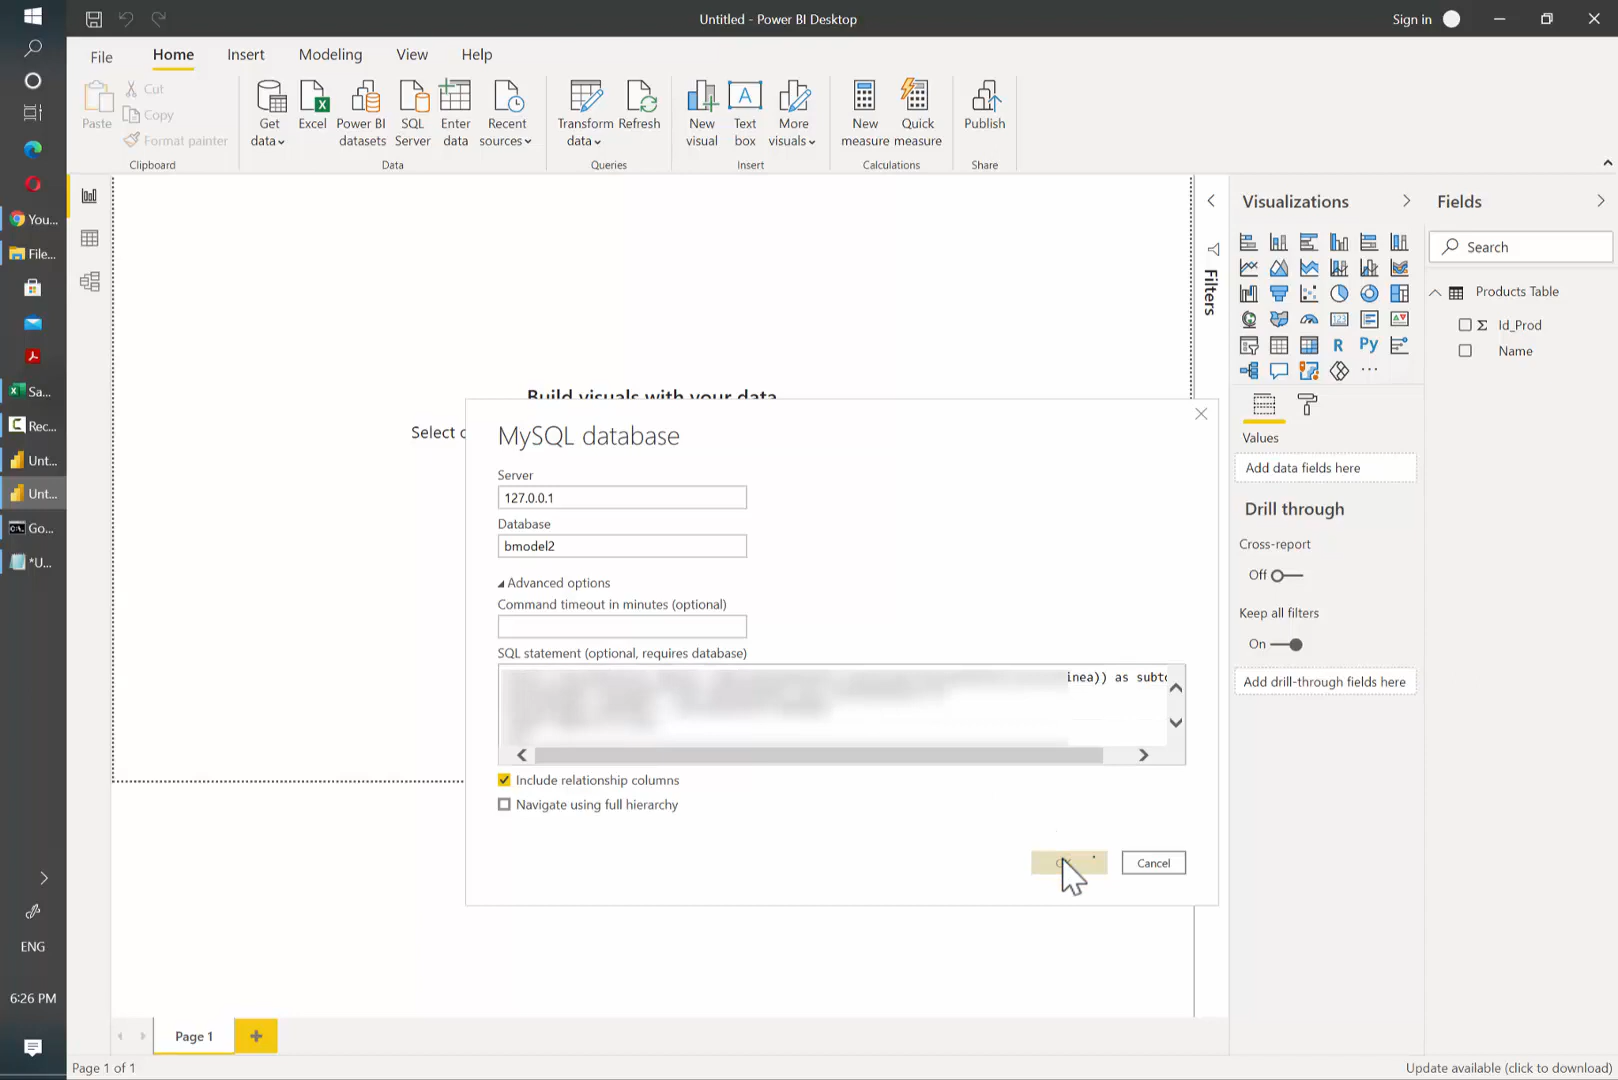 Untitled - Power BI Desktop
Sign in
File
Home
Insert
Modeling
View
Help
Paste
Cut
Copy
Format painter
Clipboard
Get data
Excel
Power BI datasets
SQL Server
Enter data
Recent sources
Data
Transform data
Refresh
Queries
New visual
Text box
More visuals
Insert
New measure
Quick measure
Calculations
Publish
Share
You...
File...
Sa...
Rec...
Unt...
Unt...
Go...
*U...
ENG
6:26 PM
Build visuals with your data
Select
MySQL database
Server
127.0.0.1
Database
bmodel2
Advanced options
Command timeout in minutes (optional)
SQL statement (optional, requires database)
inea)) as subto
Include relationship columns
Navigate using full hierarchy
Cancel
Filters
Visualizations
R
Py
123
Values
Add data fields here
Drill through
Cross-report
Off
Keep all filters
On
Add drill-through fields here
Fields
Search
Products Table
Σ Id_Prod
Name
Page 1
Page 1 of 1
Update available (click to download)